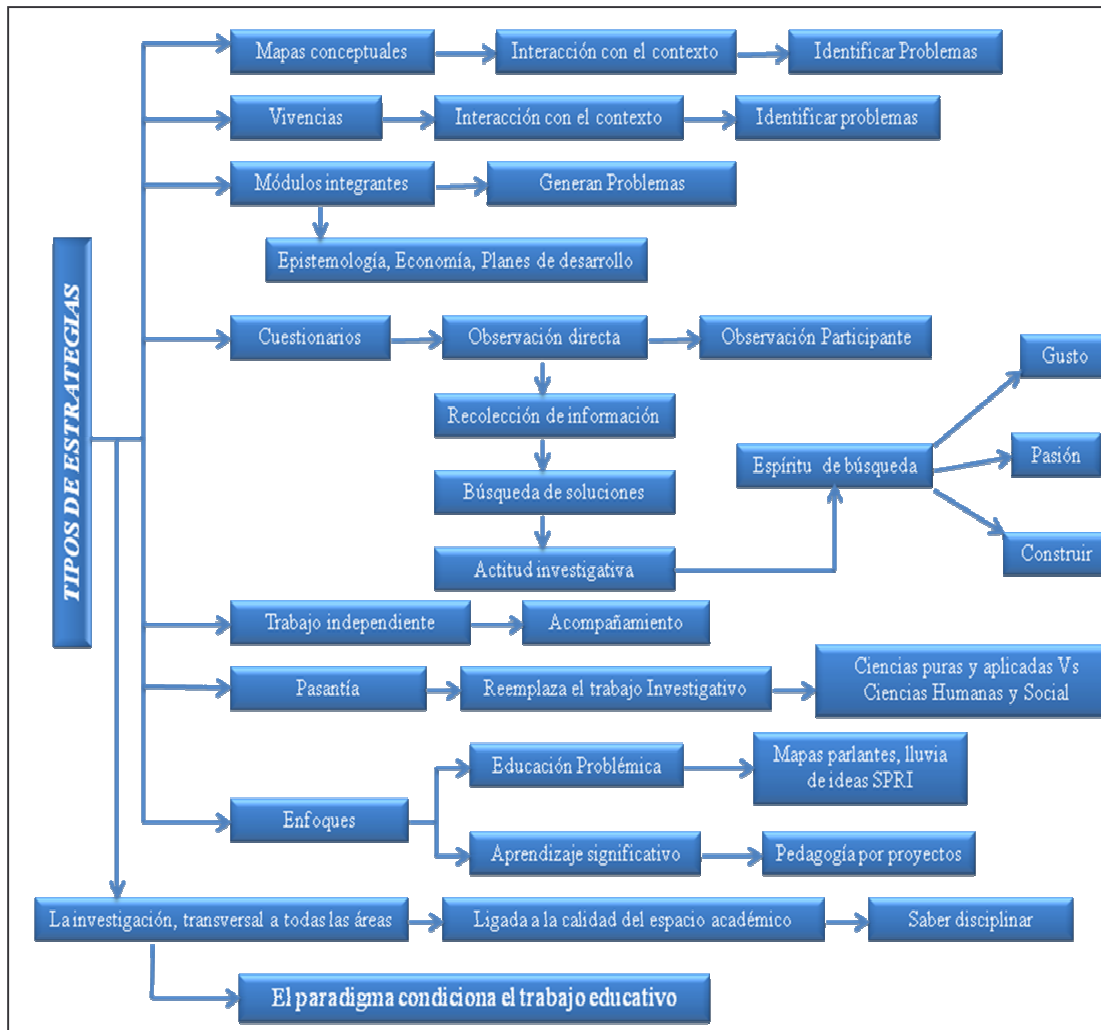 Mapas conceptuales
Interacción con el contexto
Identificar Problemas
Vivencias
Interacción con el contexto
Identificar problemas
Módulos integrantes
Generan Problemas
Epistemología, Economía, Planes de desarrollo
TIPOS DE ESTRATEGIAS
Cuestionarios
Observación directa
Observación Participante
Recolección de información
Búsqueda de soluciones
Actitud investigativa
Espíritu de búsqueda
Gusto
Pasión
Construir
Trabajo independiente
Acompañamiento
Pasantía
Reemplaza el trabajo Investigativo
Ciencias puras y aplicadas Vs
Ciencias Humanas y Social
Enfoques
Educación Problémica
Mapas parlantes, lluvia
de ideas SPRI
Aprendizaje significativo
Pedagogía por proyectos
La investigación, transversal a todas las áreas
Ligada a la calidad del espacio académico
Saber disciplinar
El paradigma condiciona el trabajo educativo